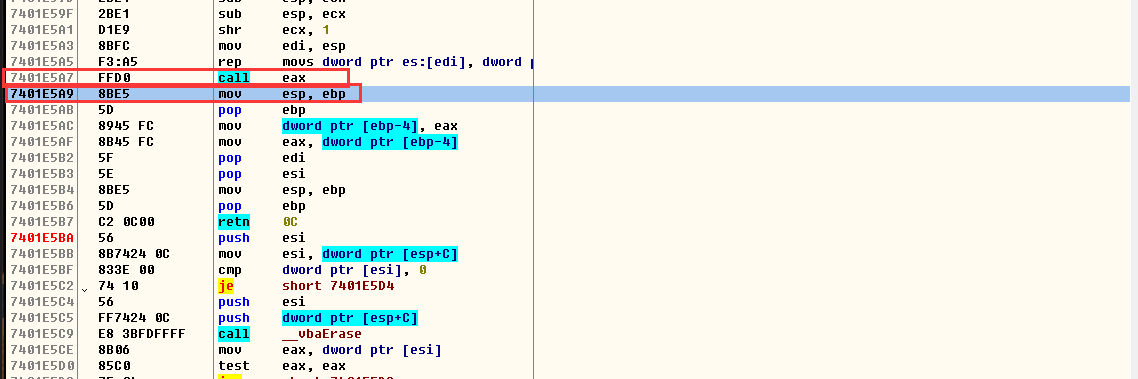 7401E59F 2BE1 sub esp, ecx
7401E5A1 D1E9 shr ecx, 1
7401E5A3 8BFC mov edi, esp
7401E5A5 F3:A5 rep movs dword ptr es:[edi], dword
7401E5A7 FFD0 call eax
7401E5A9 8BE5 mov esp, ebp
7401E5AB 5D pop ebp
7401E5AC 8945 FC mov dword ptr [ebp-4], eax
7401E5AF 8B45 FC mov eax, dword ptr [ebp-4]
7401E5B2 5F pop edi
7401E5B3 5E pop esi
7401E5B4 8BE5 mov esp, ebp
7401E5B6 5D pop ebp
7401E5B7 C2 0C00 retn 0C
7401E5BA 56 push esi
7401E5BB 8B7424 0C mov esi, dword ptr [esp+C]
7401E5BF 833E 00 cmp dword ptr [esi], 0
7401E5C2 74 10 je short 7401E5D4
7401E5C4 56 push esi
7401E5C5 FF7424 0C push dword ptr [esp+C]
7401E5C9 E8 3BFDFFFF call __vbaErase
7401E5CE 8B06 mov eax, dword ptr [esi]
7401E5D0 85C0 test eax, eax